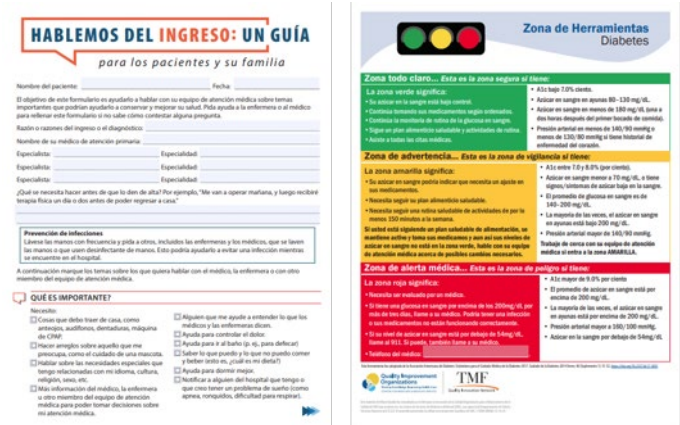 HABLEMOS DEL INGRESO: UN GUÍA
para los pacientes y su familia
Nombre del paciente: Fecha:
El objetivo de este formulario es ayudarlo a hablar con su equipo de atención médica sobre temas
importantes que podrían ayudarlo a conservar y mejorar su salud. Pida ayuda a la enfermera o al médico
para rellenar este formulario si no sabe cómo contestar alguna pregunta.
Razón o razones del ingreso o el diagnóstico:
Nombre de su médico de atención primaria:
Especialista: Especialidad:
Especialista: Especialidad:
Especialista: Especialidad:
¿Qué se necesita hacer antes de que lo den de alta? Por ejemplo, "Me van a operar mañana, y luego recibiré
terapia física un día o dos antes de poder regresar a casa."
Prevención de infecciones
Lávese las manos con frecuencia y pida a otros, incluidos las enfermeras y los médicos, que se laven
las manos o que usen desinfectante de manos. Esto podría ayudarlo a evitar una infección mientras
se encuentre en el hospital.
A continuación marque los temas sobre los que quiera hablar con el médico, la enfermera o con otro
miembro del equipo de atención médica.
QUÉ ES IMPORTANTE?
Necesito:
Cosas que debo traer de casa, como
anteojos, audífonos, dentaduras, máquina
de CPAP.
Hacer arreglos sobre aquello que me
preocupa, como el cuidado de una mascota.
Hablar sobre las necesidades especiales que
tengo relacionadas con mi idioma, cultura,
religión, sexo, etc.
Más información del médico, la enfermera
u otro miembro del equipo de atención
médica para poder tomar decisiones sobre
mi atención médica.
Alguien que me ayude a entender lo que los
médicos y las enfermeras dicen.
Ayuda para controlar el dolor.
Ayuda para ir al baño (p. ej., para defecar)
Saber lo que puedo y lo que no puedo comer
y beber (esto es, ¿cuál es mi dieta?)
Ayuda para dormir mejor.
Notificar a alguien del hospital que tengo o
que creo tener un problema de sueño (como
apnea, ronquidos, dificultad para respirar).
Zona de Herramientas
Diabetes
Zona todo claro... Esta es la zona segura si tiene:
La zona verde significa:
• Su azúcar en la sangre está bajo control.
• Continúa tomando sus medicamentos según ordenados.
• Continúa la monitoría de rutina de la glucosa en sangre.
• Sigue un plan alimenticio saludable y actividades de rutina.
• Asiste a todas las citas médicas.
• A1c bajo 7.0% ciento.
• Azúcar en sangre en ayunas 80–130 mg/dL.
• Azúcar en sangre en menos de 180 mg/dL (una a
dos horas después del primer bocado de comida).
• Presión arterial en menos de 140/90 mmHg o
menos de 130/80 mmHg si tiene historial de
enfermedad del corazón.
Zona de advertencia... Esta es la zona de vigilancia si tiene:
La zona amarilla significa:
• Su azúcar en la sangre podría indicar que necesita un ajuste en
sus medicamentos.
• Necesita seguir su plan alimenticio saludable.
• Necesita seguir una rutina saludable de actividades de por lo
menos 150 minutos a la semana.
Si usted está siguiendo un plan saludable de alimentación, se
mantiene activo y toma sus medicamentos y aun así sus niveles de
azúcar en sangre no están en la zona verde, hable con su equipo
de atención médica acerca de posibles cambios necesarios.
• A1c entre 7.0 y 8.0% (por ciento).
• Azúcar en sangre menor a 70 mg/dL, o tiene
signos/síntomas de azúcar baja en la sangre.
• El promedio de glucosa en sangre es de
140–200 mg/dL.
• La mayoría de las veces, el azúcar en sangre
en ayunas está bajo 200 mg/dL.
• Presión arterial mayor de 140/90 mmHg.
Trabaje de cerca con su equipo de atención
médica si entra a la zona AMARILLA.
Zona de alerta médica... Esta es la zona de peligro si tiene:
La zona roja significa:
• Necesita ser evaluado por un médico.
• Si tiene una glucosa en sangre por encima de los 200mg/dL por
más de tres días, llame a su médico. Podría tener una infección
o sus medicamentos no están funcionando correctamente.
• Si su nivel de azúcar en sangre está por debajo de 54mg/dL,
llame al 911. Si puede, también llame a su médico.
• Teléfono del médico:
• A1c mayor de 9.0% por ciento
• El promedio de azúcar en sangre está por
encima de 200 mg/dL.
• La mayoría de las veces, el azúcar en sangre
en ayunas está por encima de 200 mg/dL.
• Presión arterial mayor a 160/100 mmHg.
• Azúcar en la sangre por debajo de 54mg/dL
Quality Improvement
Organizations
TMF